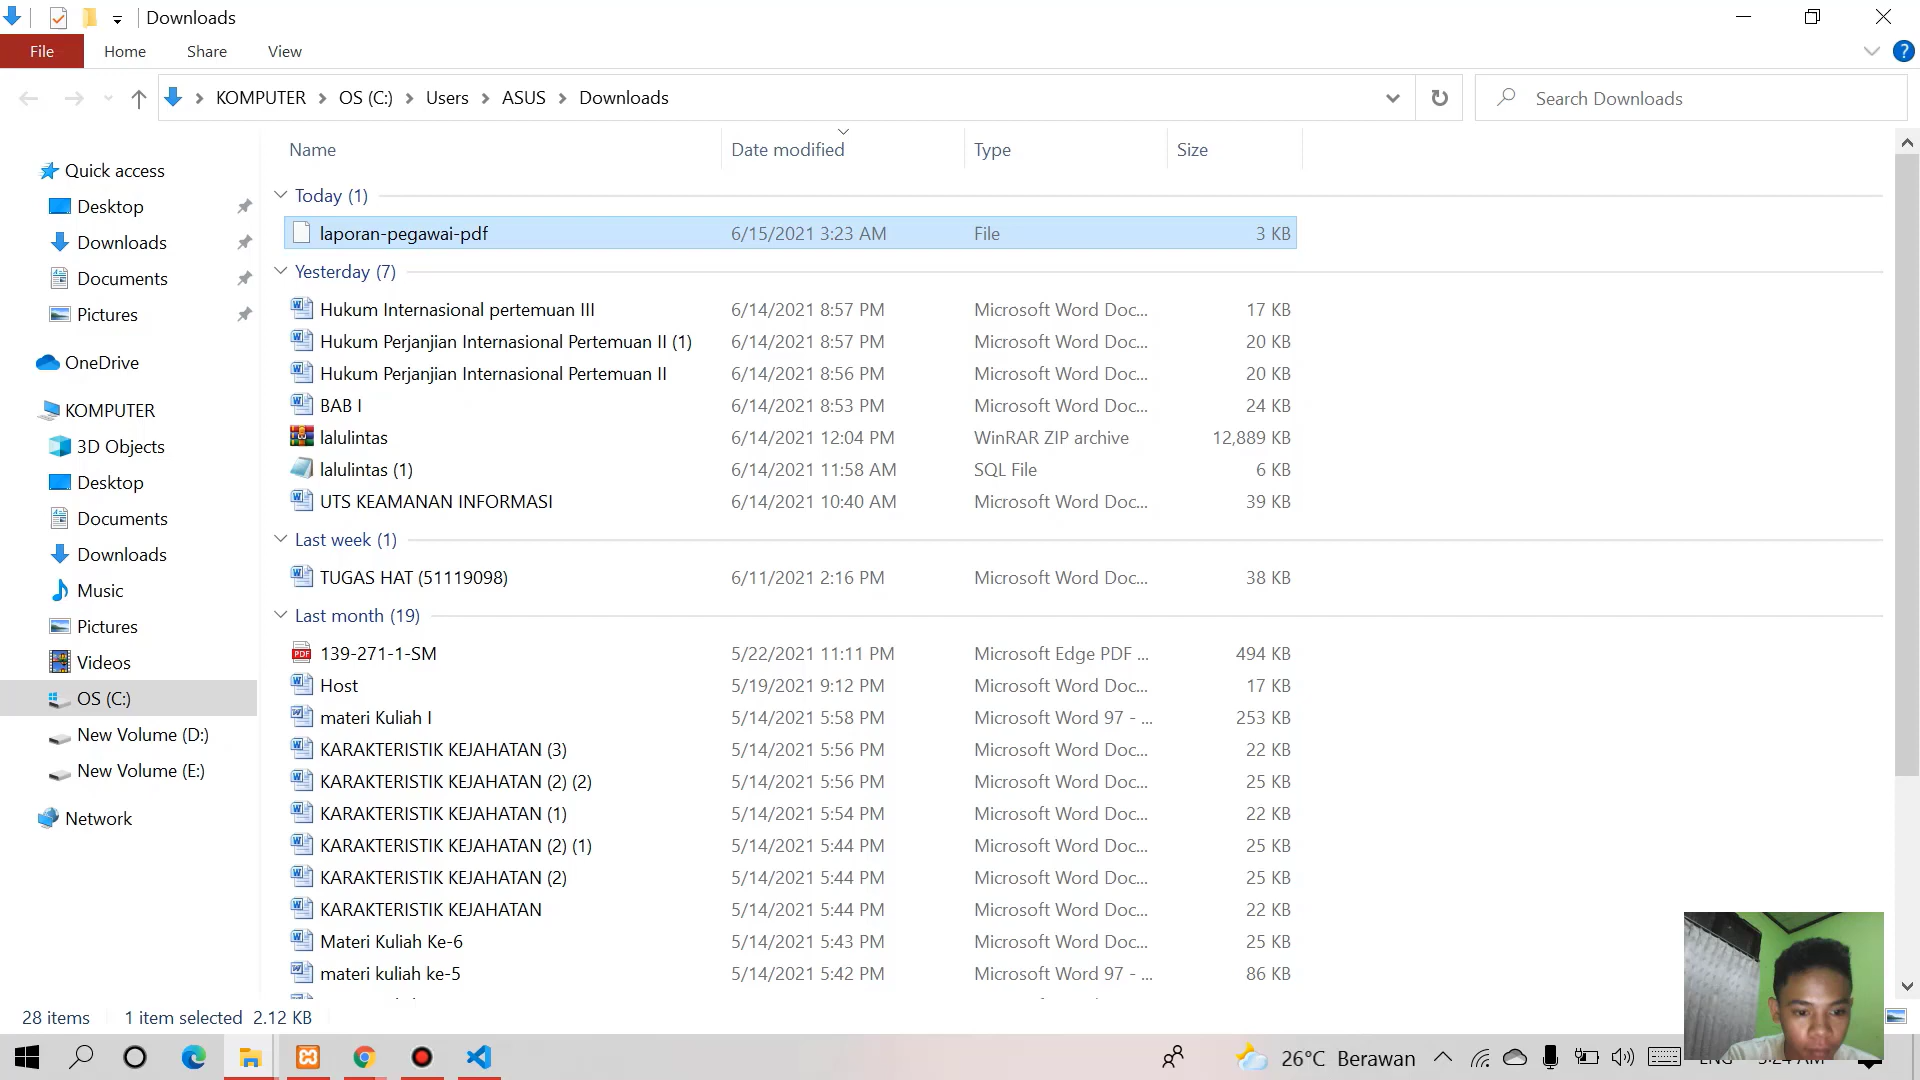 Downloads
File Home Share View
KOMPUTER OS (C:) Users ASUS Downloads Search Downloads
Name Date modified Type Size
Quick access
Desktop
Downloads
Documents
Pictures
OneDrive
KOMPUTER
3D Objects
Desktop
Documents
Downloads
Music
Pictures
Videos
OS (C:)
New Volume (D:)
New Volume (E:)
Network
Today (1)
laporan-pegawai-pdf 6/15/2021 3:23 AM File 3 KB
Yesterday (7)
Hukum Internasional pertemuan III 6/14/2021 8:57 PM Microsoft Word Doc... 17 KB
Hukum Perjanjian Internasional Pertemuan II (1) 6/14/2021 8:57 PM Microsoft Word Doc... 20 KB
Hukum Perjanjian Internasional Pertemuan II 6/14/2021 8:56 PM Microsoft Word Doc... 20 KB
BAB I 6/14/2021 8:53 PM Microsoft Word Doc... 24 KB
lalulintas 6/14/2021 12:04 PM WinRAR ZIP archive 12,889 KB
lalulintas (1) 6/14/2021 11:58 AM SQL File 6 KB
UTS KEAMANAN INFORMASI 6/14/2021 10:40 AM Microsoft Word Doc... 39 KB
Last week (1)
TUGAS HAT (51119098) 6/11/2021 2:16 PM Microsoft Word Doc... 38 KB
Last month (19)
139-271-1-SM 5/22/2021 11:11 PM Microsoft Edge PDF ... 494 KB
Host 5/19/2021 9:12 PM Microsoft Word Doc... 17 KB
materi Kuliah I 5/14/2021 5:58 PM Microsoft Word 97 - ... 253 KB
KARAKTERISTIK KEJAHATAN (3) 5/14/2021 5:56 PM Microsoft Word Doc... 22 KB
KARAKTERISTIK KEJAHATAN (2) (2) 5/14/2021 5:56 PM Microsoft Word Doc... 25 KB
KARAKTERISTIK KEJAHATAN (1) 5/14/2021 5:54 PM Microsoft Word Doc... 22 KB
KARAKTERISTIK KEJAHATAN (2) (1) 5/14/2021 5:44 PM Microsoft Word Doc... 25 KB
KARAKTERISTIK KEJAHATAN (2) 5/14/2021 5:44 PM Microsoft Word Doc... 25 KB
KARAKTERISTIK KEJAHATAN 5/14/2021 5:44 PM Microsoft Word Doc... 22 KB
Materi Kuliah Ke-6 5/14/2021 5:43 PM Microsoft Word Doc... 25 KB
materi kuliah ke-5 5/14/2021 5:42 PM Microsoft Word 97 - ... 86 KB
28 items 1 item selected 2.12 KB
26°C Berawan